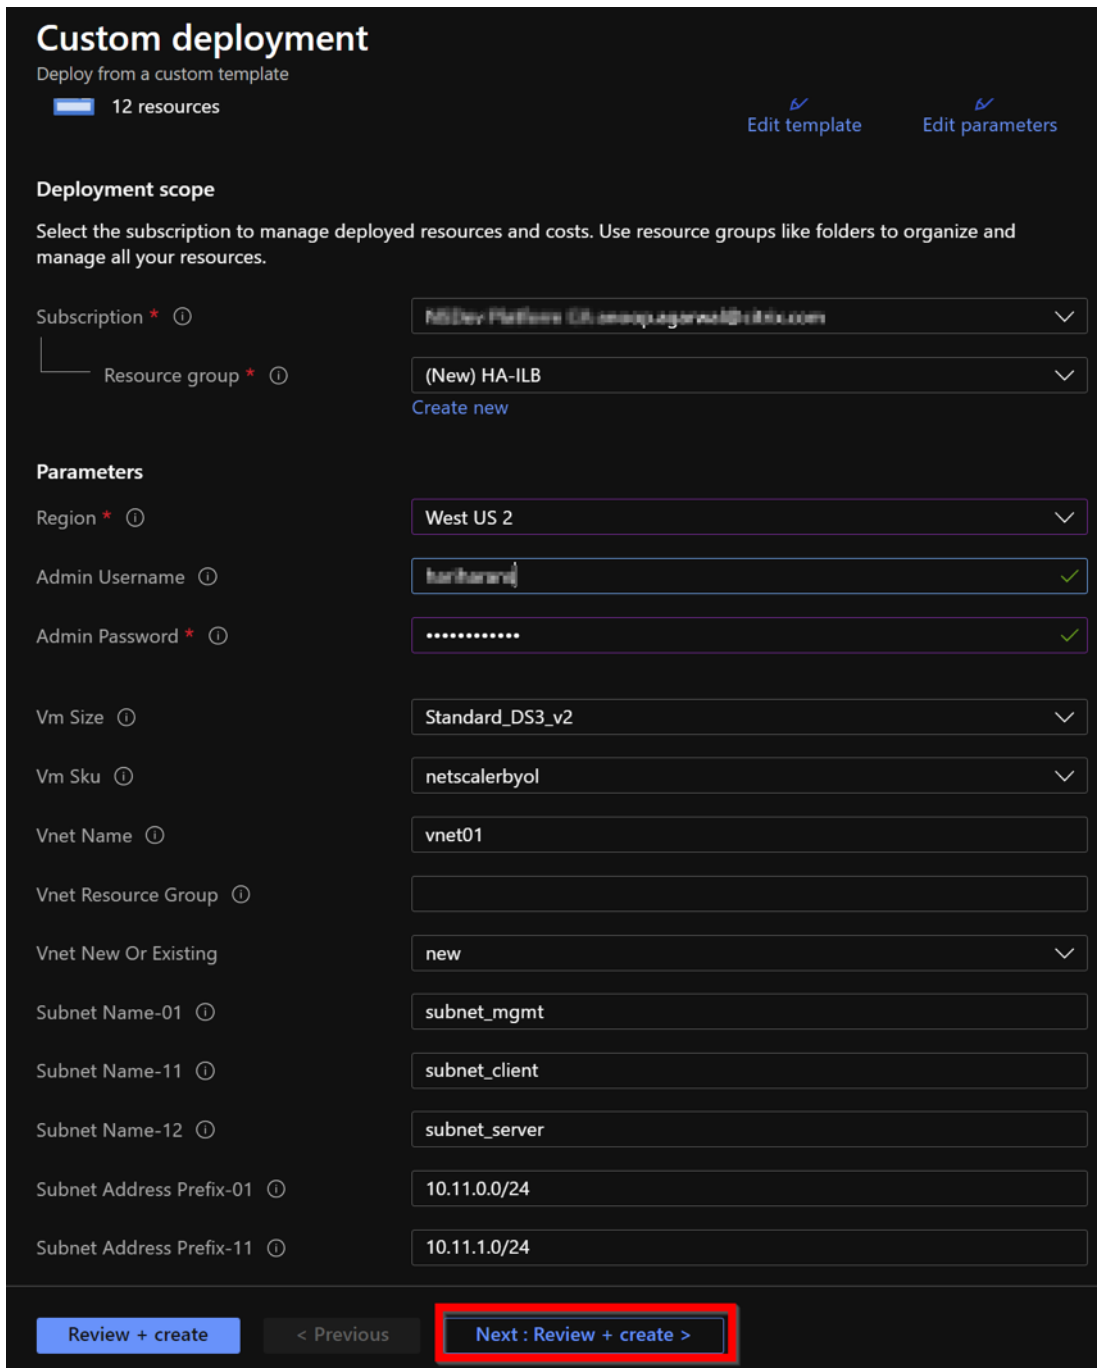 Custom deployment
Deploy from a custom template
12 resources
Edit template
Edit parameters
Deployment scope
Select the subscription to manage deployed resources and costs. Use resource groups like folders to organize and
manage all your resources.
Subscription *
Resource group * (New) HA-ILB
Create new
Parameters
Region * West US 2
Admin Username
Admin Password * ••••••••••••
Vm Size Standard_DS3_v2
Vm Sku netscalerbyol
Vnet Name vnet01
Vnet Resource Group
Vnet New Or Existing new
Subnet Name-01 subnet_mgmt
Subnet Name-11 subnet_client
Subnet Name-12 subnet_server
Subnet Address Prefix-01 10.11.0.0/24
Subnet Address Prefix-11 10.11.1.0/24
Review + create < Previous Next : Review + create >